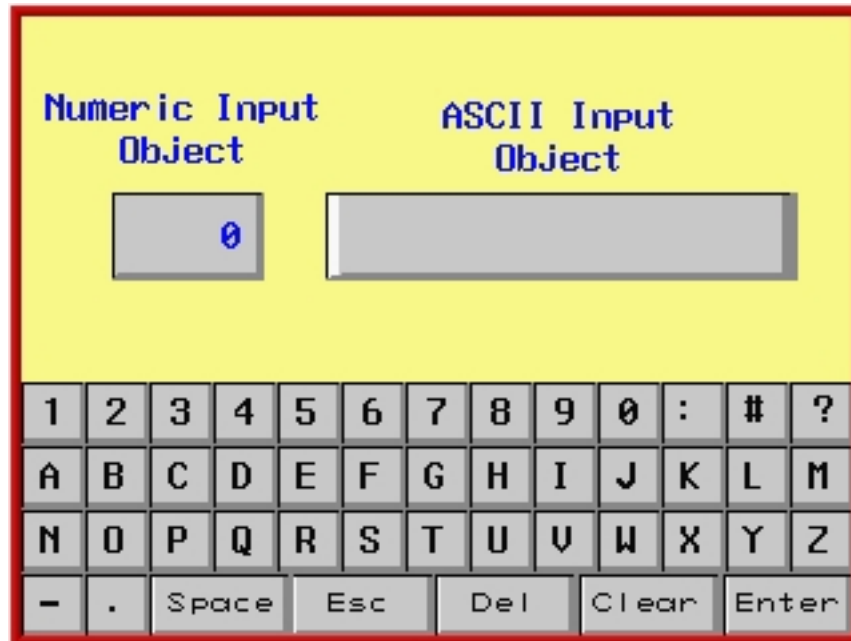 Numeric Input
Object
ASCII Input
Object
0
1 2 3 4 5 6 7 8 9 0 : # ?
A B C D E F G H I J K L M
N O P Q R S T U V W X Y Z
- . Space Esc Del Clear Enter